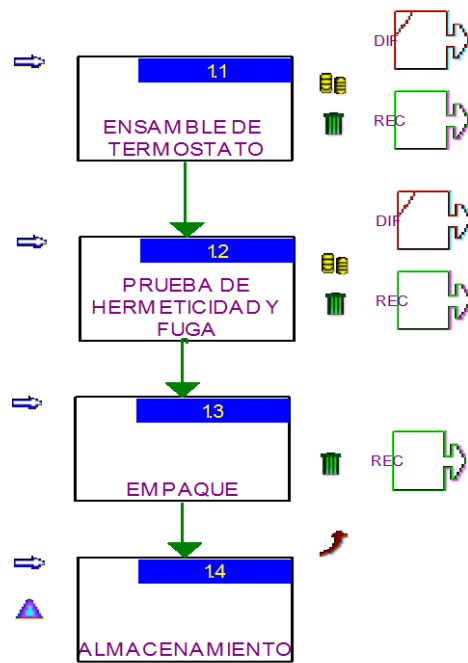 1.1
DIF
ENSAMBLE DE
TERMOSTATO
REC
1.2
DIF
PRUEBA DE
HERMETICIDAD Y
FUGA
REC
1.3
EMPAQUE
REC
1.4
ALMACENAMIENTO